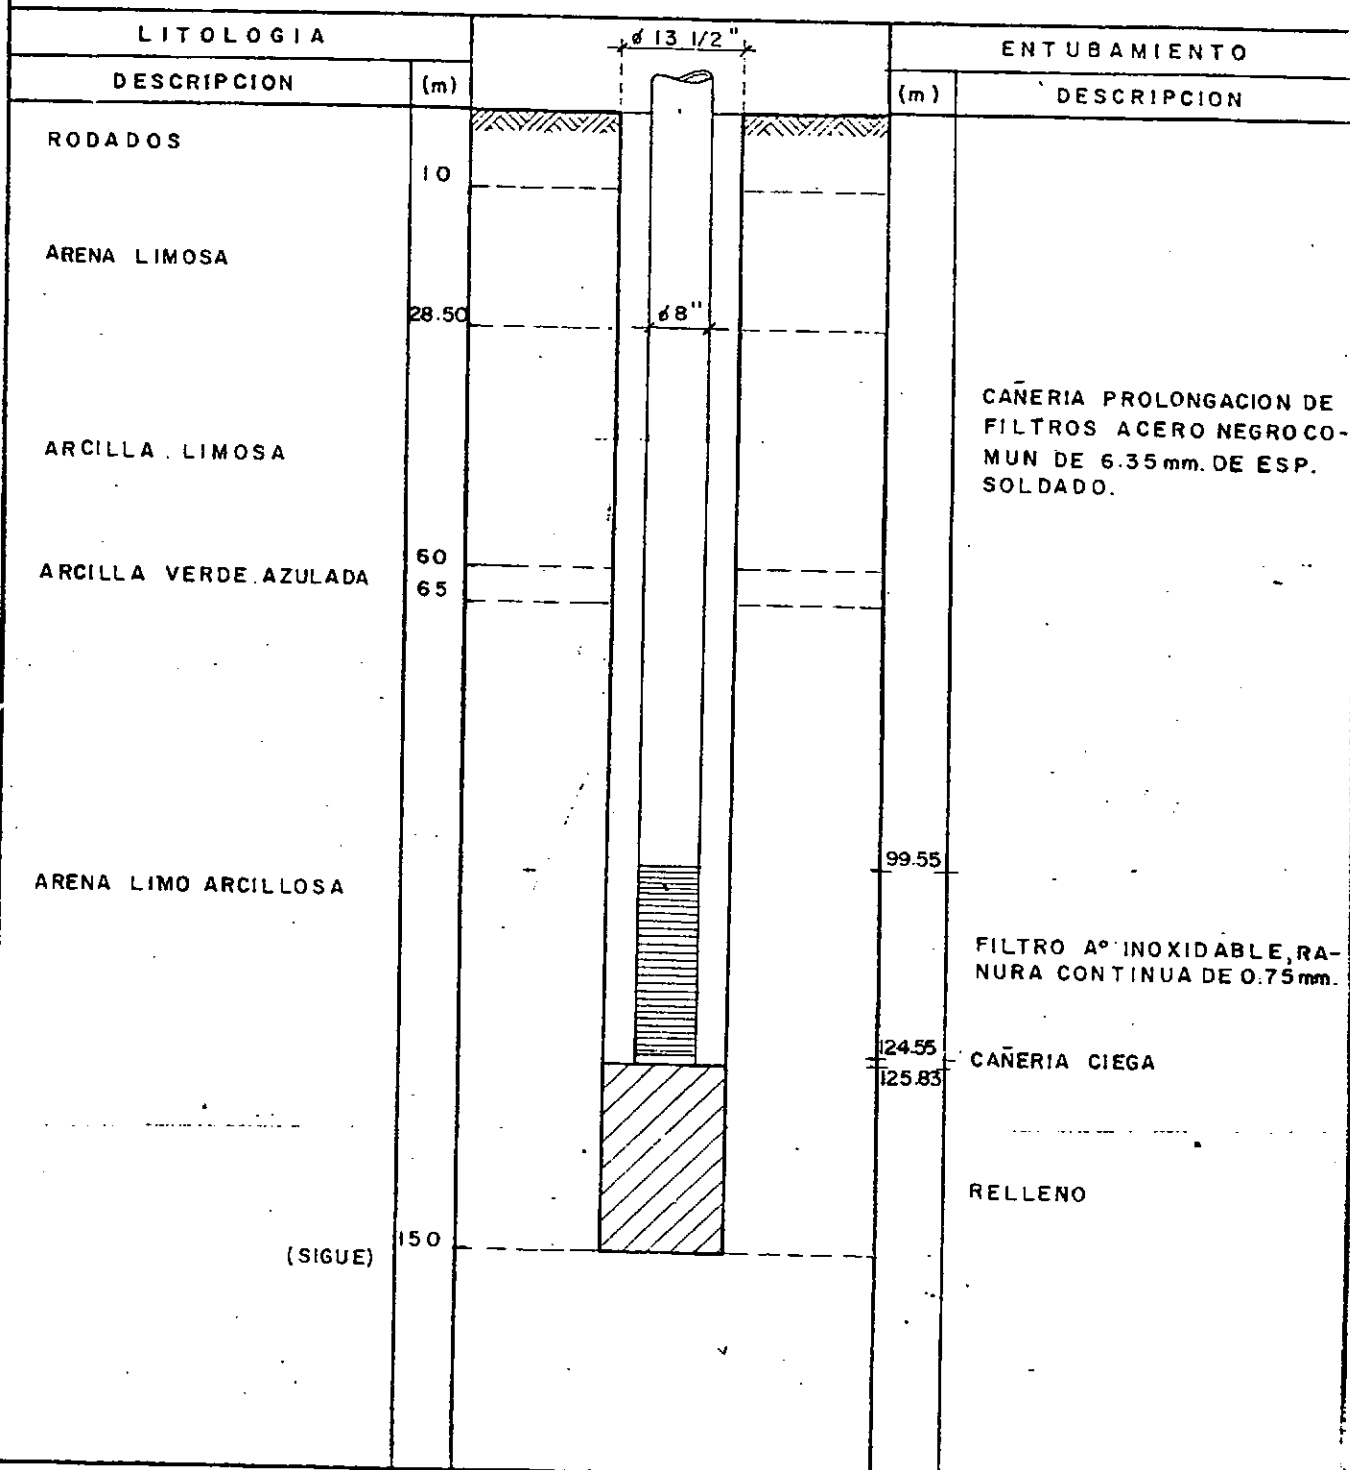 LITOLOGIA
DESCRIPCION
(m)
ø 13 1/2"
ENTUBAMIENTO
(m)
DESCRIPCION
RODADOS
10
ARENA LIMOSA
28.50
ø8"
ARCILLA LIMOSA
CAÑERIA PROLONGACION DE
FILTROS ACERO NEGRO CO-
MUN DE 6.35 mm. DE ESP.
SOLDADO.
60
ARCILLA VERDE AZULADA
65
99.55
ARENA LIMO ARCILLOSA
FILTRO Aº INOXIDABLE, RA-
NURA CONTINUA DE 0.75 mm.
124.55
CAÑERIA CIEGA
125.83
RELLENO
(SIGUE)
150